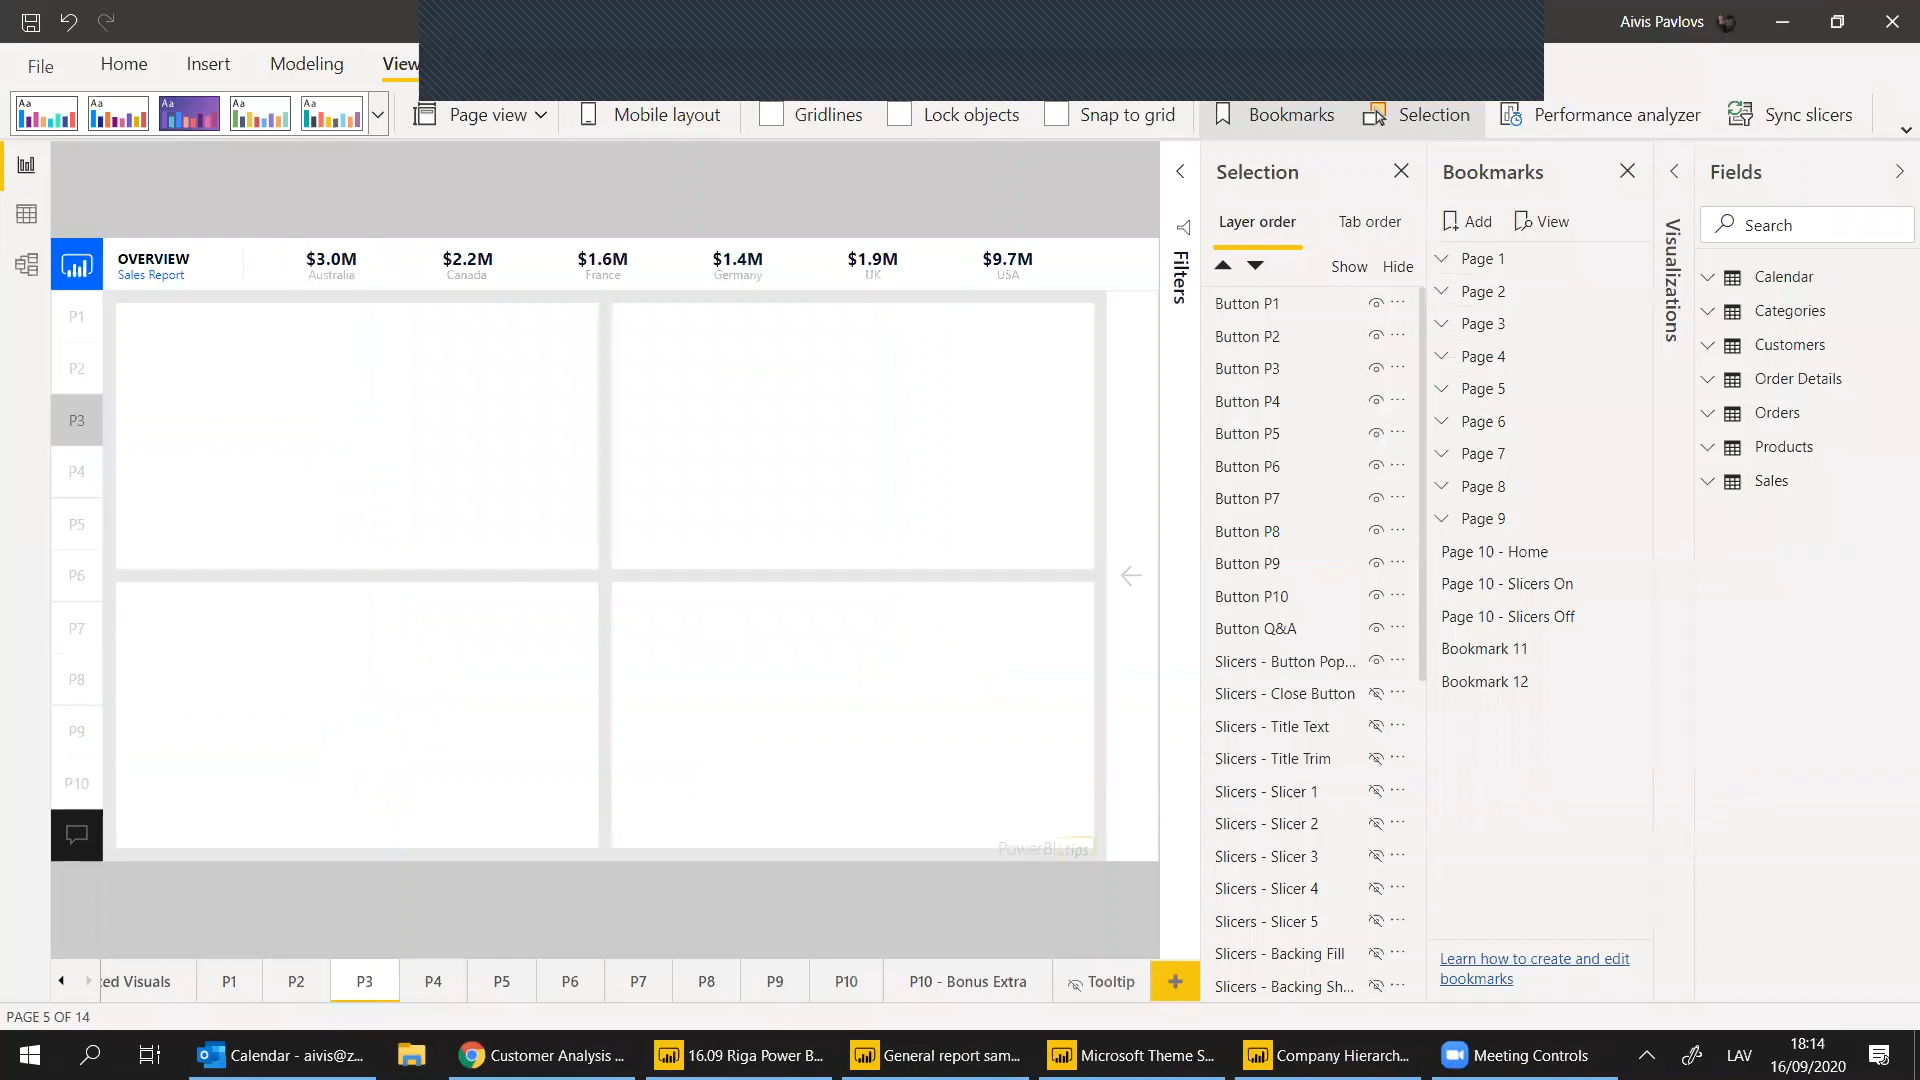 Aivis Pavlovs
File
Home
Insert
Modeling
View
Aa
Aa
Aa
Aa
Aa
Page view
Mobile layout
Gridlines
Lock objects
Snap to grid
Bookmarks
Selection
Performance analyzer
Sync slicers
OVERVIEW
Sales Report
$3.0M
Australia
$2.2M
Canada
$1.6M
France
$1.4M
Germany
$1.9M
UK
$9.7M
USA
P1
P2
P3
P4
P5
P6
P7
P8
P9
P10
PowerBI.tips
Filters
Selection
Layer order
Tab order
Show
Hide
Button P1
Button P2
Button P3
Button P4
Button P5
Button P6
Button P7
Button P8
Button P9
Button P10
Button Q&A
Slicers - Button Pop...
Slicers - Close Button
Slicers - Title Text
Slicers - Title Trim
Slicers - Slicer 1
Slicers - Slicer 2
Slicers - Slicer 3
Slicers - Slicer 4
Slicers - Slicer 5
Slicers - Backing Fill
Slicers - Backing Sh...
Bookmarks
Add
View
Page 1
Page 2
Page 3
Page 4
Page 5
Page 6
Page 7
Page 8
Page 9
Page 10 - Home
Page 10 - Slicers On
Page 10 - Slicers Off
Bookmark 11
Bookmark 12
Learn how to create and edit
bookmarks
Visualizations
Fields
Search
Calendar
Categories
Customers
Order Details
Orders
Products
Sales
ted Visuals
P1
P2
P3
P4
P5
P6
P7
P8
P9
P10
P10 - Bonus Extra
Tooltip
PAGE 5 OF 14
Calendar - aivis@z...
Customer Analysis ...
16.09 Riga Power B...
General report sam...
Microsoft Theme S...
Company Hierarch...
Meeting Controls
LAV
18:14
16/09/2020